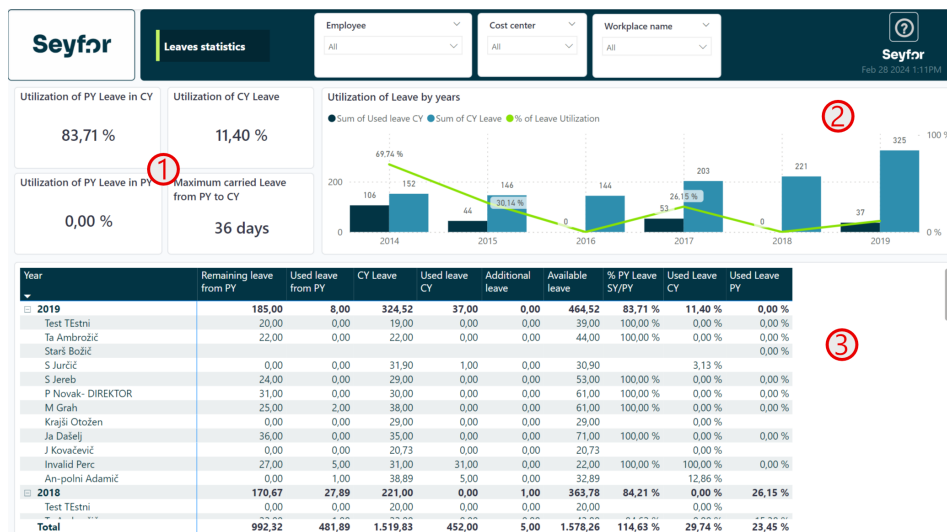 Seyfor
Leaves statistics
Employee
All
Cost center
All
Workplace name
All
?
Seyfor
Feb 28 2024 1:11PM
Utilization of PY Leave in CY
83,71 %
Utilization of CY Leave
11,40 %
Utilization of PY Leave in PY
0,00 %
Maximum carried Leave
from PY to CY
36 days
1
Utilization of Leave by years
Sum of Used leave CY Sum of CY Leave % of Leave Utilization
2
200
0
100 %
0 %
69,74 %
106
152
44
146
30,14 %
144
0
53
203
26,15 %
221
0
37
325
2014 2015 2016 2017 2018 2019
Year Remaining leave from PY Used leave from PY CY Leave Used leave CY Additional leave Available leave % PY Leave SY/PY Used Leave CY Used Leave PY
2019 185,00 8,00 324,52 37,00 0,00 464,52 83,71 % 11,40 % 0,00 %
Test TEstni 20,00 0,00 19,00 0,00 0,00 39,00 100,00 % 0,00 % 0,00 %
Ta Ambrožič 22,00 0,00 22,00 0,00 0,00 44,00 100,00 % 0,00 % 0,00 %
Starš Božič 0,00 %
S Jurčič 0,00 0,00 31,90 1,00 0,00 30,90 3,13 %
S Jereb 24,00 0,00 29,00 0,00 0,00 53,00 100,00 % 0,00 % 0,00 %
P Novak- DIREKTOR 31,00 0,00 30,00 0,00 0,00 61,00 100,00 % 0,00 % 0,00 %
M Grah 25,00 2,00 38,00 0,00 0,00 61,00 100,00 % 0,00 % 0,00 %
Krajši Otožen 0,00 0,00 29,00 0,00 0,00 29,00 0,00 %
Ja Dašelj 36,00 0,00 35,00 0,00 0,00 71,00 100,00 % 0,00 % 0,00 %
J Kovačevič 0,00 0,00 20,73 0,00 0,00 20,73 0,00 %
Invalid Perc 27,00 5,00 31,00 31,00 0,00 22,00 100,00 % 100,00 % 0,00 %
An-polni Adamič 0,00 1,00 38,89 5,00 0,00 32,89 12,86 %
2018 170,67 27,89 221,00 0,00 1,00 363,78 84,21 % 0,00 % 26,15 %
Test TEstni 0,00 0,00 20,00 0,00 0,00 20,00 0,00 %
Total 992,32 481,89 1.519,83 452,00 5,00 1.578,26 114,63 % 29,74 % 23,45 %
3